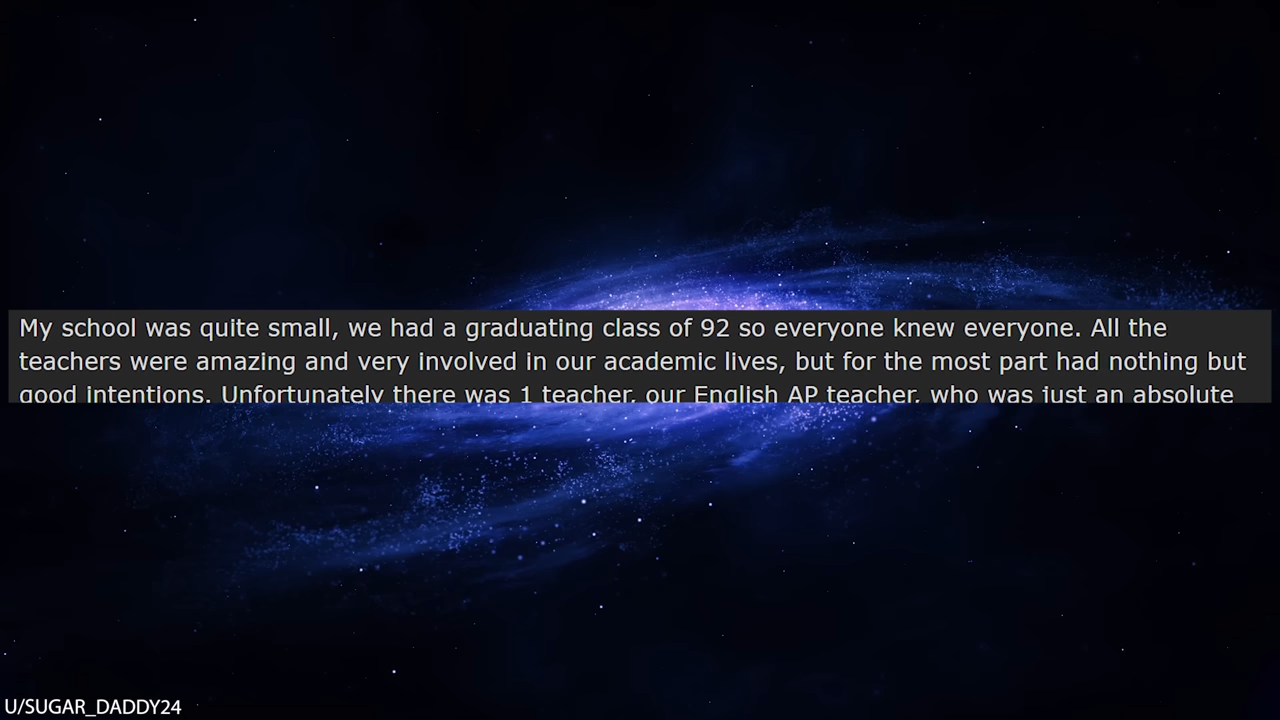 My school was quite small, we had a graduating class of 92 so everyone knew everyone. All the
teachers were amazing and very involved in our academic lives, but for the most part had nothing but
good intentions. Unfortunately there was 1 teacher, our English AP teacher, who was just an absolute
U/SUGAR_DADDY24